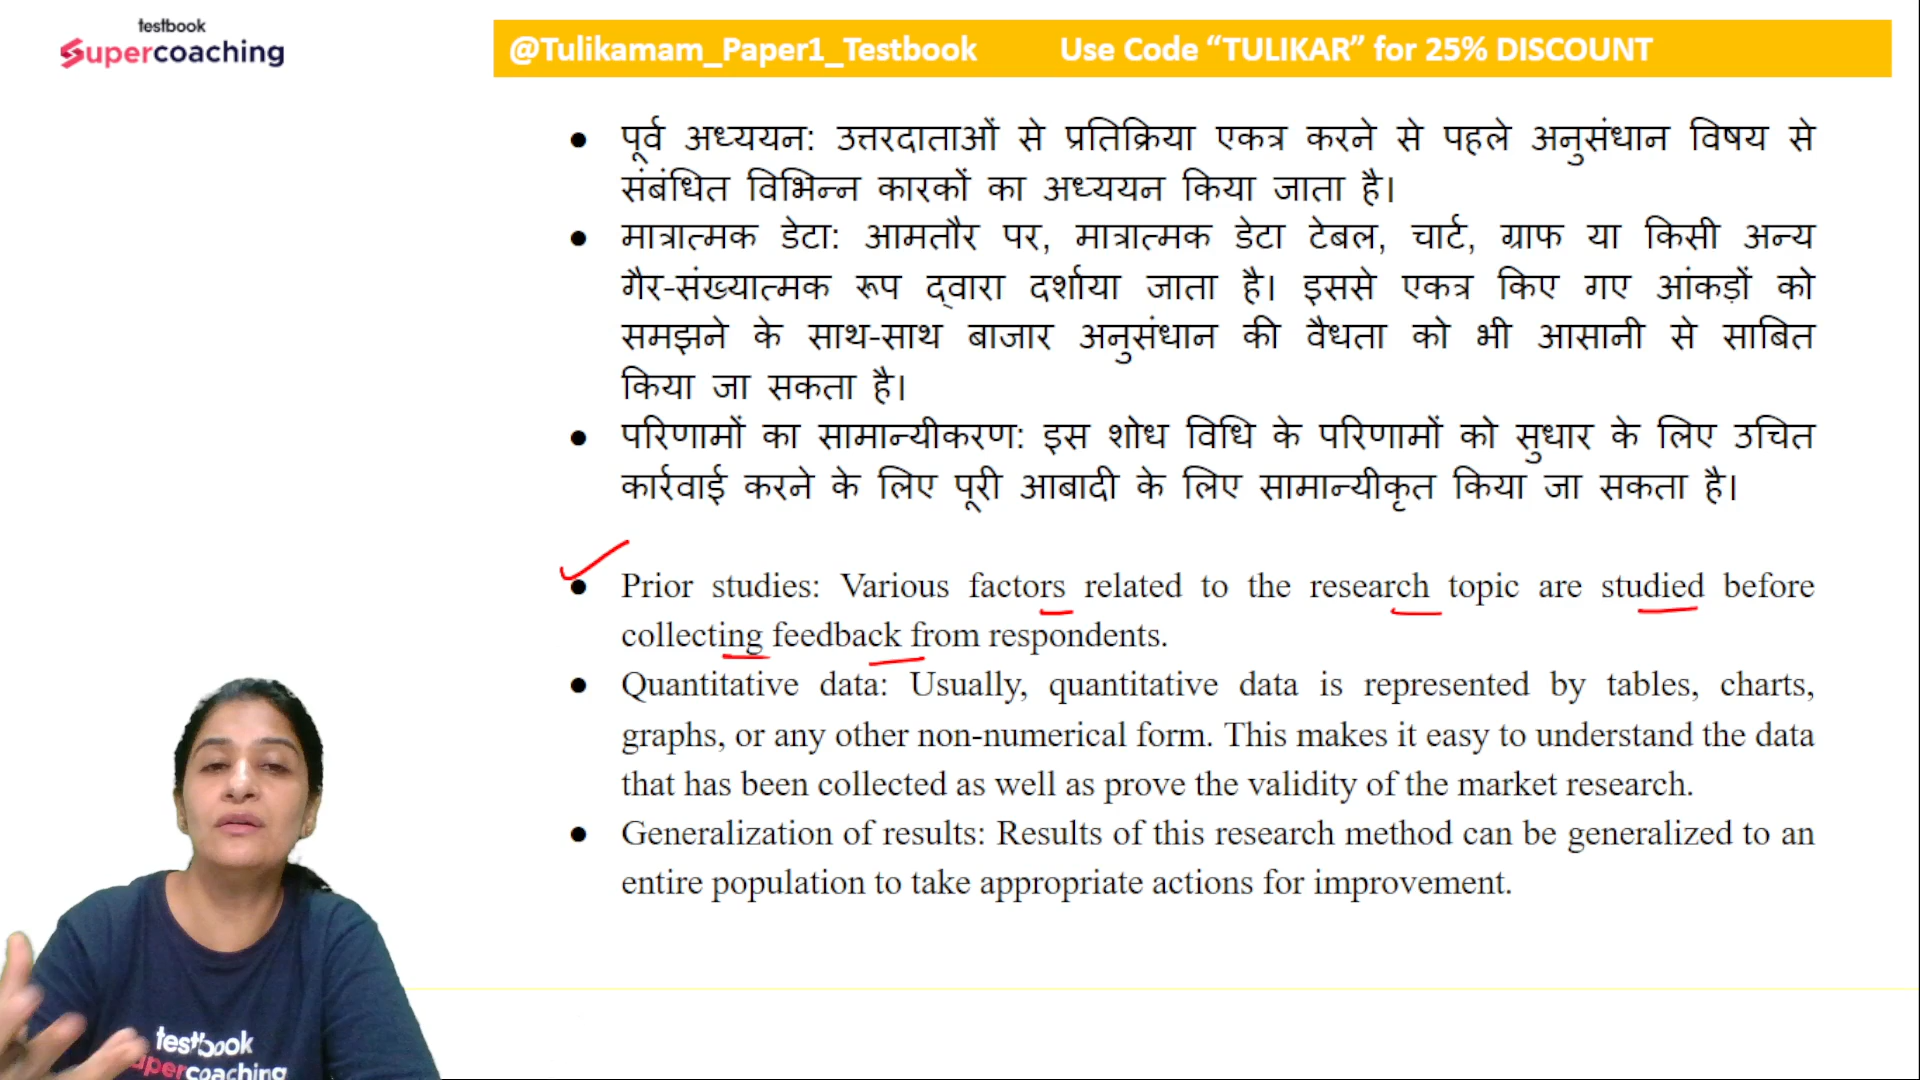 testbook
Supercoaching
@Tulikamam_Paper1_Testbook Use Code “TULIKAR” for 25% DISCOUNT
● पूर्व अध्ययन: उत्तरदाताओं से प्रतिक्रिया एकत्र करने से पहले अनुसंधान विषय से
संबंधित विभिन्न कारकों का अध्ययन किया जाता है।
● मात्रात्मक डेटा: आमतौर पर, मात्रात्मक डेटा टेबल, चार्ट, ग्राफ या किसी अन्य
गैर-संख्यात्मक रूप द्वारा दर्शाया जाता है। इससे एकत्र किए गए आंकड़ों को
समझने के साथ-साथ बाजार अनुसंधान की वैधता को भी आसानी से साबित
किया जा सकता है।
● परिणामों का सामान्यीकरण: इस शोध विधि के परिणामों को सुधार के लिए उचित
कार्रवाई करने के लिए पूरी आबादी के लिए सामान्यीकृत किया जा सकता है।
● Prior studies: Various factors related to the research topic are studied before
collecting feedback from respondents.
● Quantitative data: Usually, quantitative data is represented by tables, charts,
graphs, or any other non-numerical form. This makes it easy to understand the data
that has been collected as well as prove the validity of the market research.
● Generalization of results: Results of this research method can be generalized to an
entire population to take appropriate actions for improvement.
testbook
supercoaching